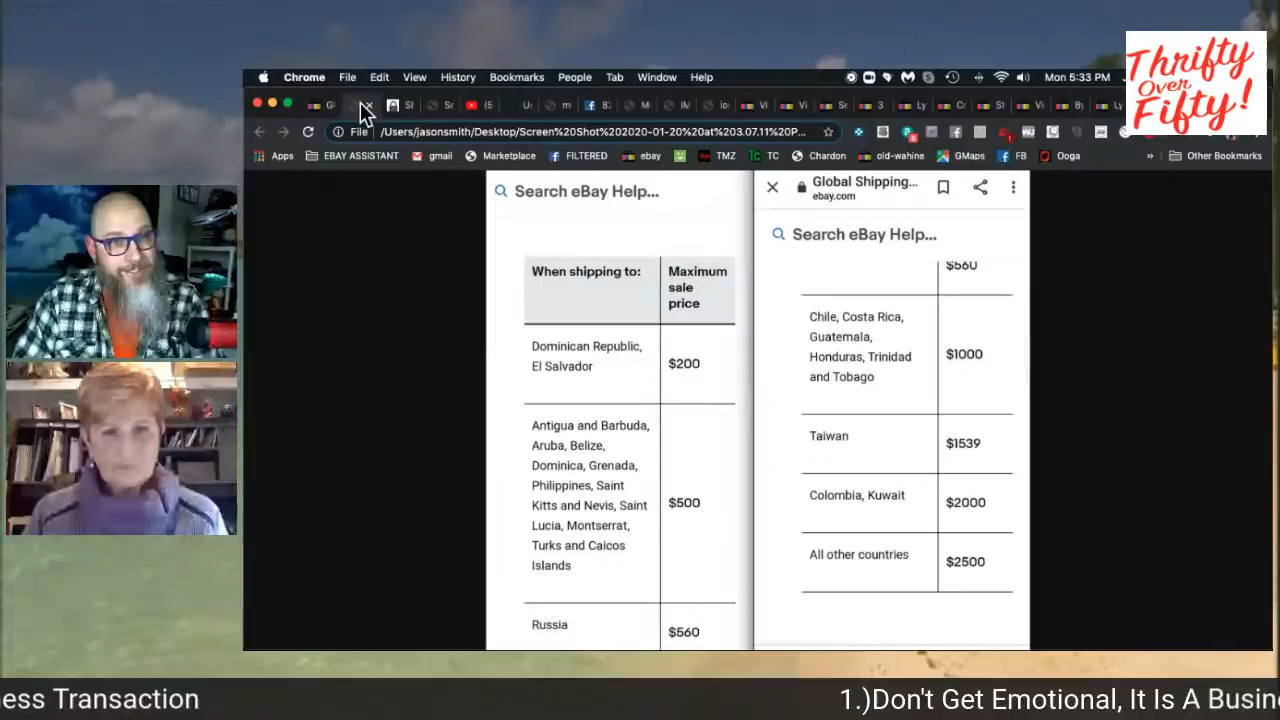 Thrifty
Over
Fifty!
Chrome File Edit View History Bookmarks People Tab Window Help
Mon 5:33 PM
File /Users/jasonsmith/Desktop/Screen%20Shot%202020-01-20%20at%203.07.11%20P...
Apps EBAY ASSISTANT gmail Marketplace FILTERED ebay TMZ TC Chardon old-wahine GMaps FB Ooga » Other Bookmarks
Search eBay Help...
When shipping to: Maximum
sale
price
Dominican Republic,
El Salvador
$200
Antigua and Barbuda,
Aruba, Belize,
Dominica, Grenada,
Philippines, Saint
Kitts and Nevis, Saint
Lucia, Montserrat,
Turks and Caicos
Islands
$500
Russia
$560
Global Shipping...
ebay.com
Search eBay Help...
$560
Chile, Costa Rica,
Guatemala,
Honduras, Trinidad
and Tobago
$1000
Taiwan
$1539
Colombia, Kuwait
$2000
All other countries
$2500
ness Transaction
1.)Don't Get Emotional, It Is A Busin